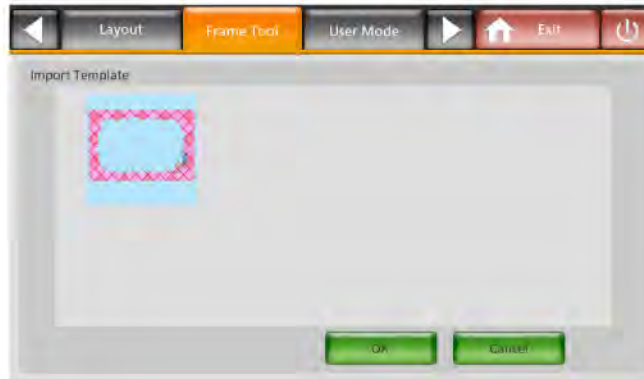 Layout
Frame Tool
User Mode
Exit
Import Template
OK
Cancel